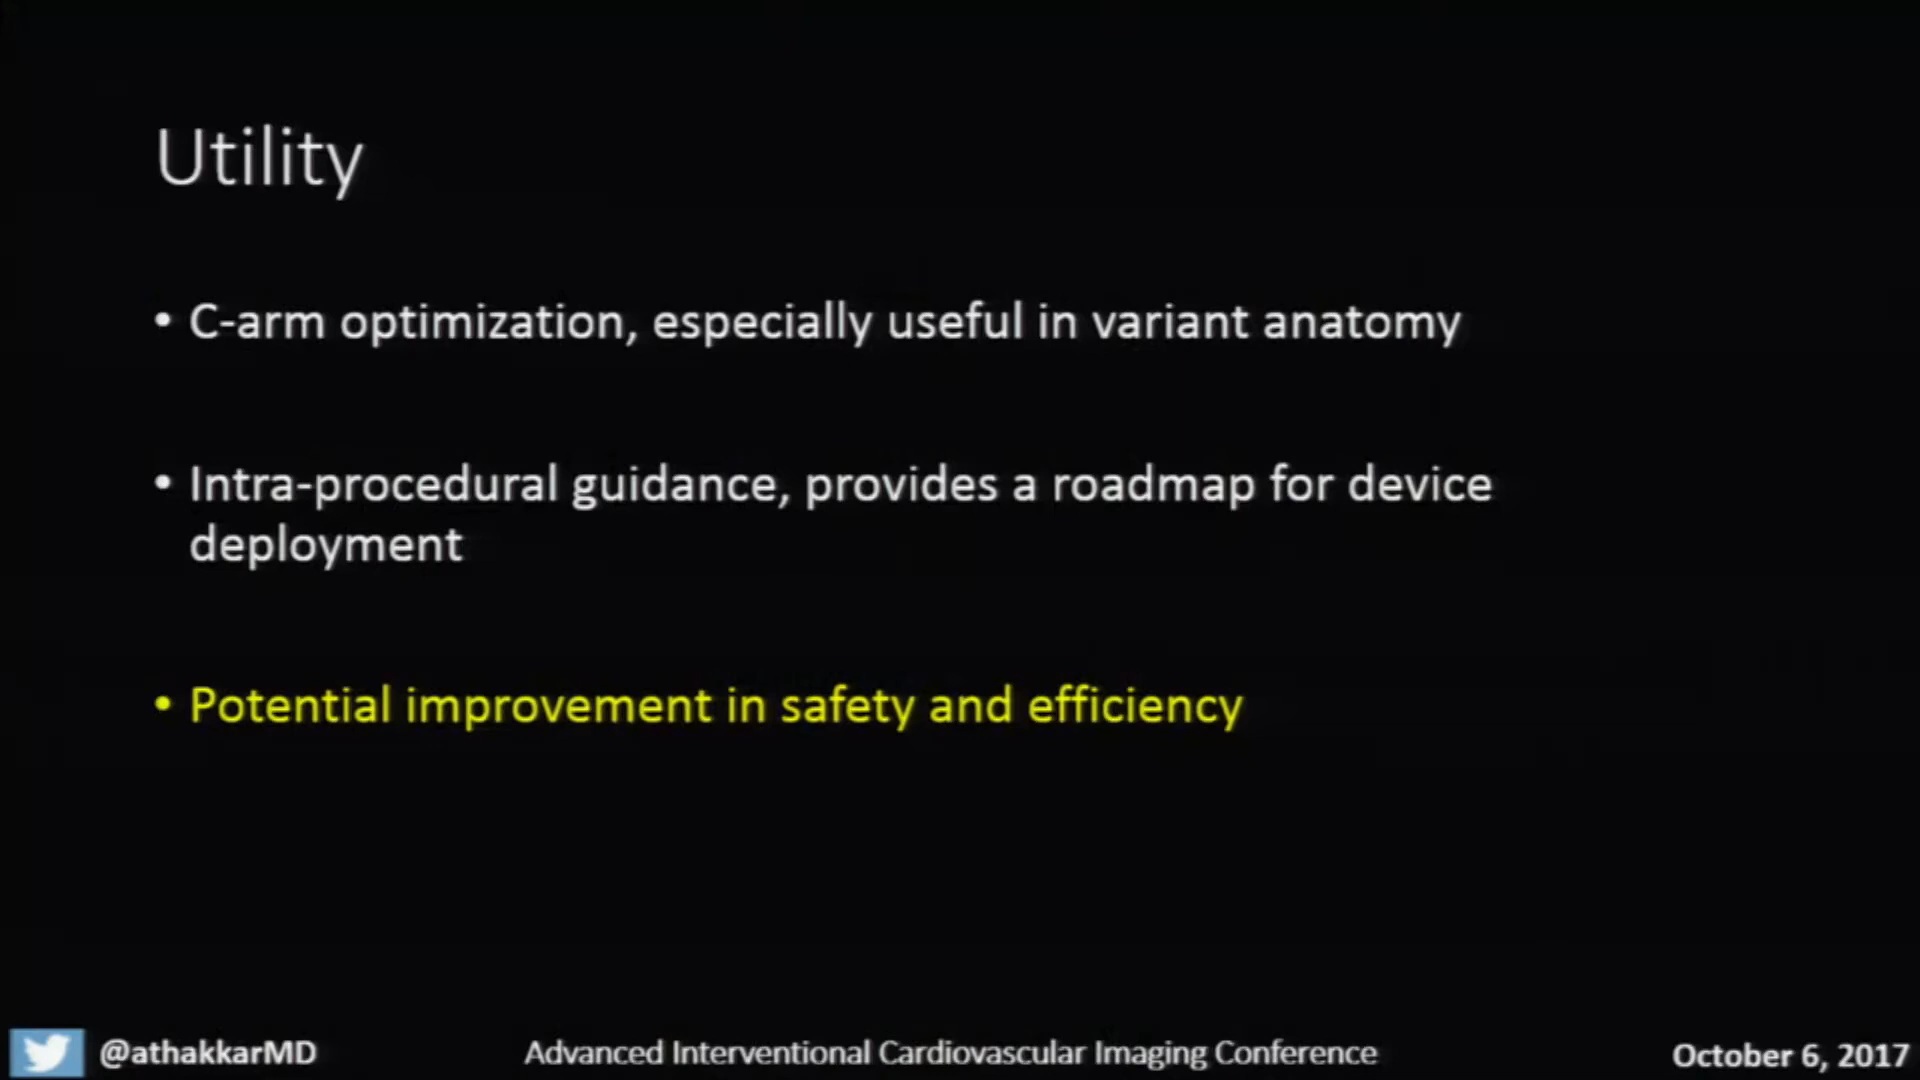 Utility
• C-arm optimization, especially useful in variant anatomy
• Intra-procedural guidance, provides a roadmap for device
deployment
• Potential improvement in safety and efficiency
@athakkarMD
Advanced Interventional Cardiovascular Imaging Conference
October 6, 2017